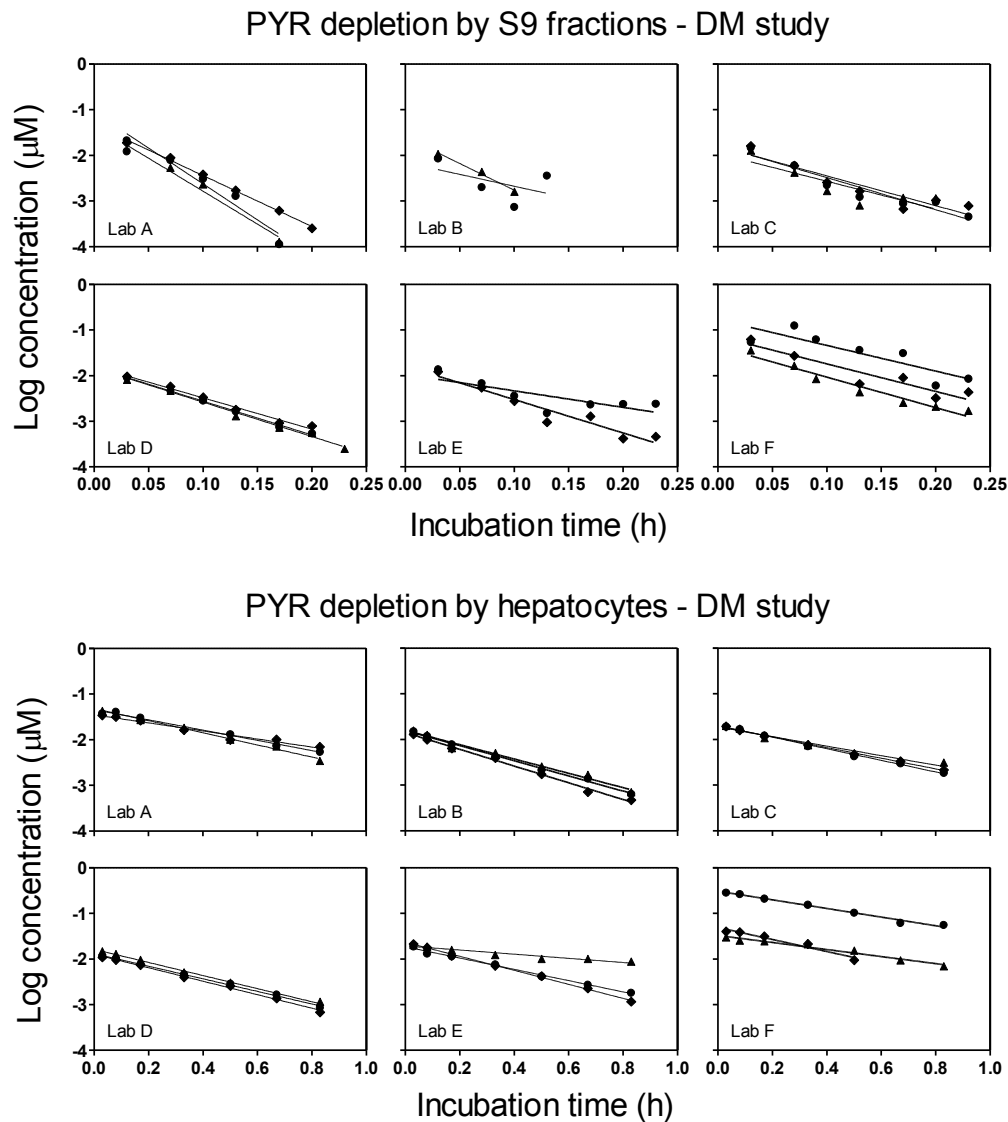 PYR depletion by S9 fractions - DM study
Log concentration (µM)
0
-1
-2
-3
-4
Lab A
Lab B
Lab C
0
-1
-2
-3
-4
Lab D
Lab E
Lab F
0.00 0.05 0.10 0.15 0.20 0.25 0.00 0.05 0.10 0.15 0.20 0.25 0.00 0.05 0.10 0.15 0.20 0.25
Incubation time (h)
PYR depletion by hepatocytes - DM study
Log concentration (µM)
0
-1
-2
-3
-4
Lab A
Lab B
Lab C
0
-1
-2
-3
-4
Lab D
Lab E
Lab F
0.0 0.2 0.4 0.6 0.8 1.0 0.0 0.2 0.4 0.6 0.8 1.0 0.0 0.2 0.4 0.6 0.8 1.0
Incubation time (h)